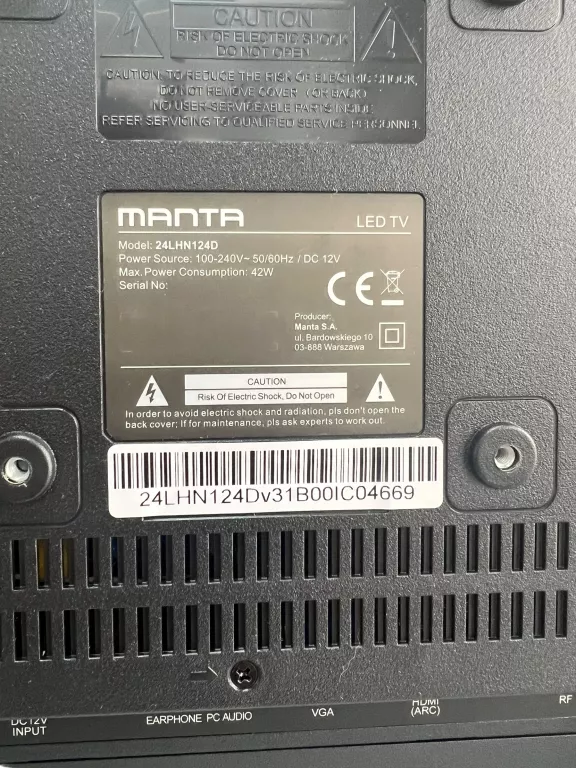 CAUTION
RISK OF ELECTRIC SHOCK
DO NOT OPEN
CAUTION: TO REDUCE THE RISK OF ELECTRIC SHOCK,
DO NOT REMOVE COVER (OR BACK)
NO USER-SERVICEABLE PARTS INSIDE
REFER SERVICING TO QUALIFIED SERVICE PERSONNEL
MANTA
LED TV
Model: 24LHN124D
Power Source: 100-240V~ 50/60Hz / DC 12V
Max. Power Consumption: 42W
Serial No:
CE
Producer:
Manta S.A.
ul. Bardowskiego 10
03-888 Warszawa
CAUTION
Risk Of Electric Shock, Do Not Open
In order to avoid electric shock and radiation, pls don't open the
back cover; If for maintenance, pls ask experts to work out.
24LHN124Dv31B00IC04669
DC12V
INPUT
EARPHONE PC AUDIO
VGA
HDMI
(ARC)
RF